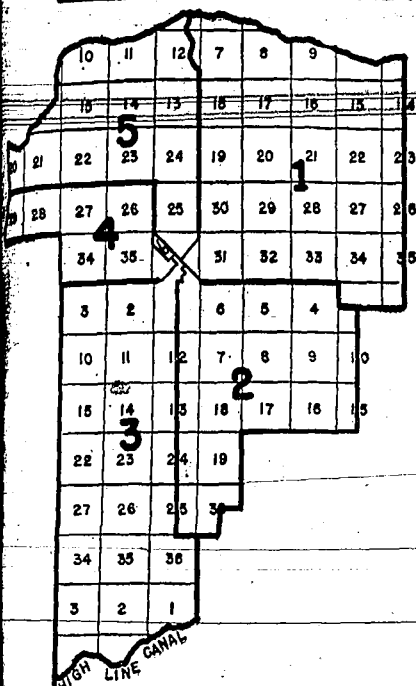 10 11 12 7 8 9
15 14 13 18 17 16 15 14
5
20 21 22 23 24 19 20 21 22 23
1
29 28 27 26 25 30 29 28 27 26
4
34 35 31 32 33 34 35
3 2 6 5 4
10 11 12 7 8 9 10
2
15 14 13 18 17 16 15
3
22 23 24 19
27 26 25 30
34 35 36
3 2 1
HIGH LINE CANAL